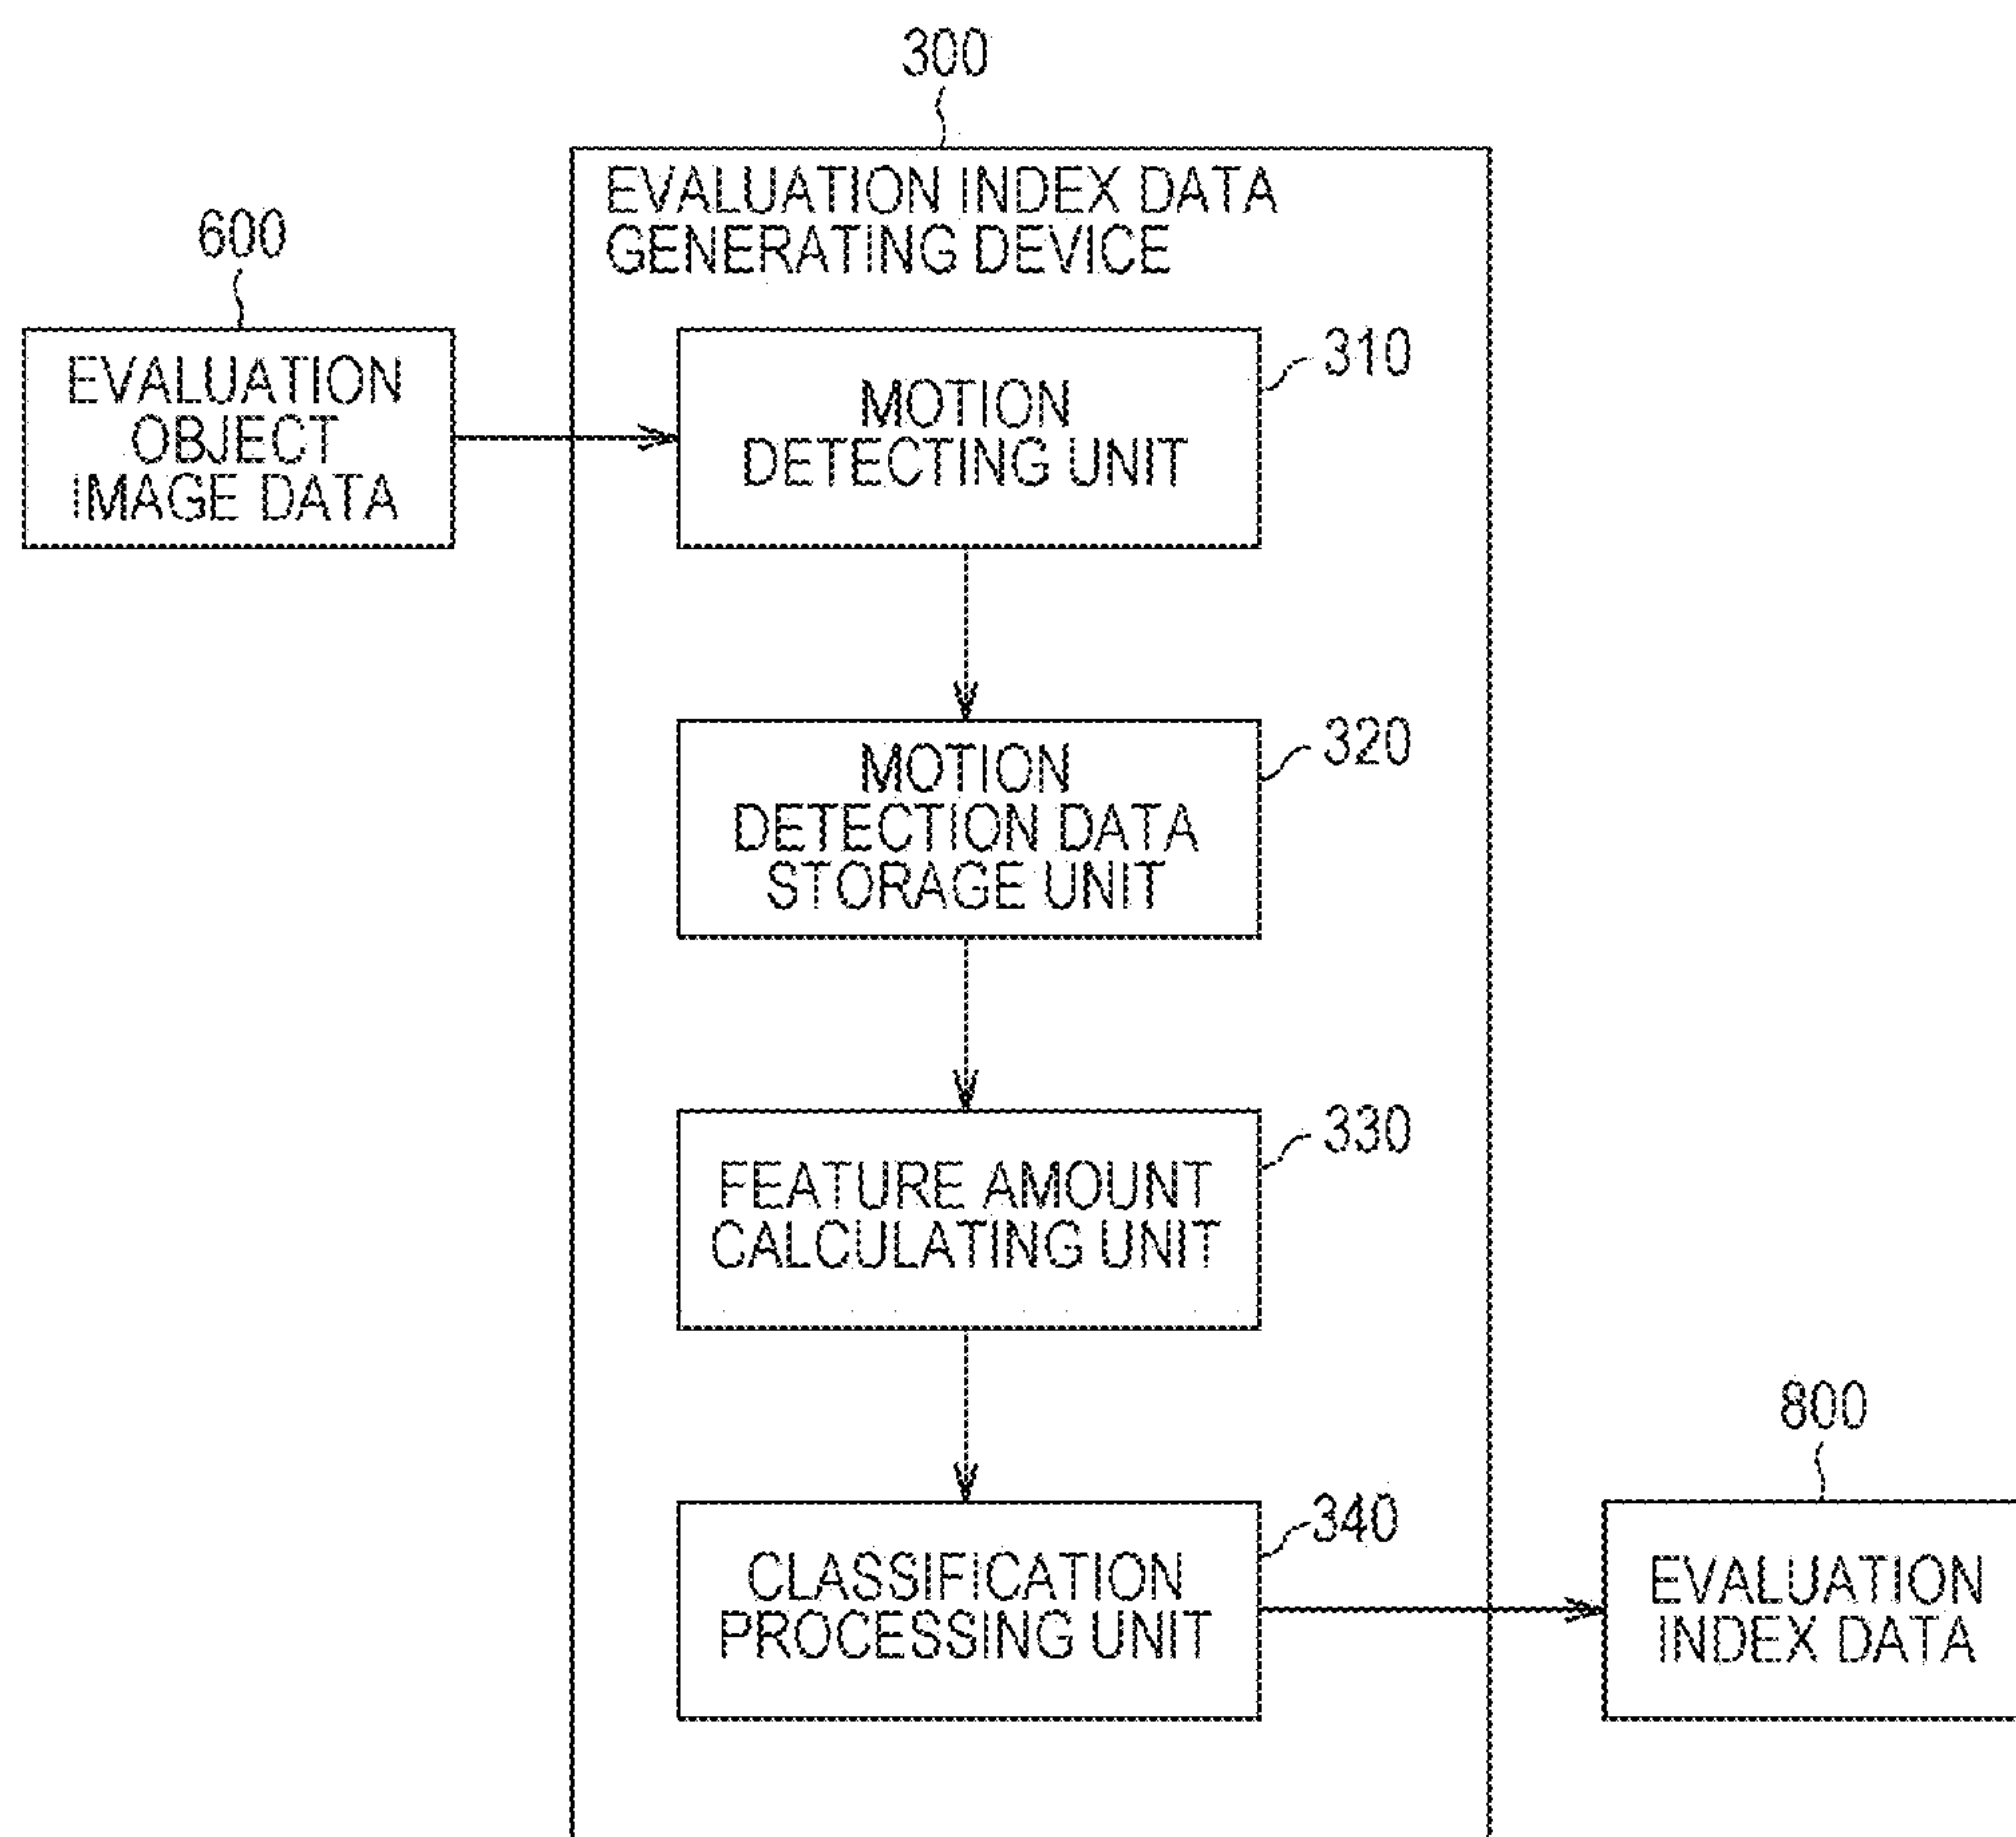 300
EVALUATION INDEX DATA
GENERATING DEVICE
600
EVALUATION
OBJECT
IMAGE DATA
310
MOTION
DETECTING UNIT
320
MOTION
DETECTION DATA
STORAGE UNIT
330
FEATURE AMOUNT
CALCULATING UNIT
340
CLASSIFICATION
PROCESSING UNIT
800
EVALUATION
INDEX DATA